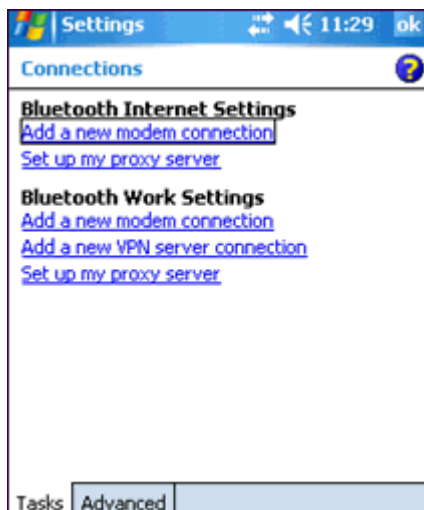 Settings 11:29 ok
Connections
Bluetooth Internet Settings
Add a new modem connection
Set up my proxy server
Bluetooth Work Settings
Add a new modem connection
Add a new VPN server connection
Set up my proxy server
Tasks Advanced